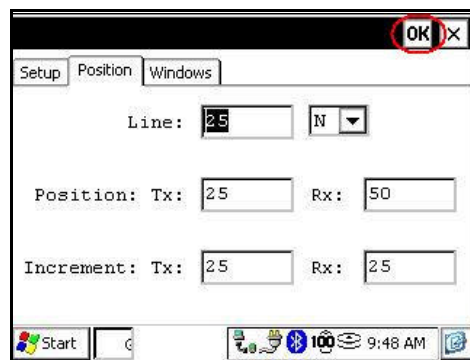 OK ×
Setup Position Windows
Line: 25 N
Position: Tx: 25 Rx: 50
Increment: Tx: 25 Rx: 25
Start 100 9:48 AM